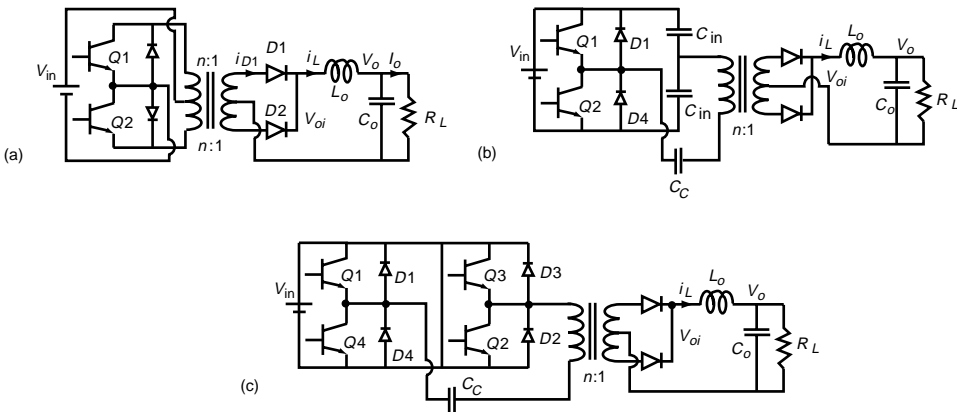 (a)
V_in
Q1
Q2
n:1
n:1
i_D1
D1
D2
i_L
L_o
V_oi
V_o
I_o
C_o
R_L
(b)
V_in
Q1
Q2
D1
D4
C_in
C_in
C_C
n:1
i_L
L_o
V_oi
V_o
C_o
R_L
(c)
V_in
Q1
Q4
D1
D4
Q3
Q2
D3
D2
C_C
n:1
i_L
L_o
V_oi
V_o
C_o
R_L